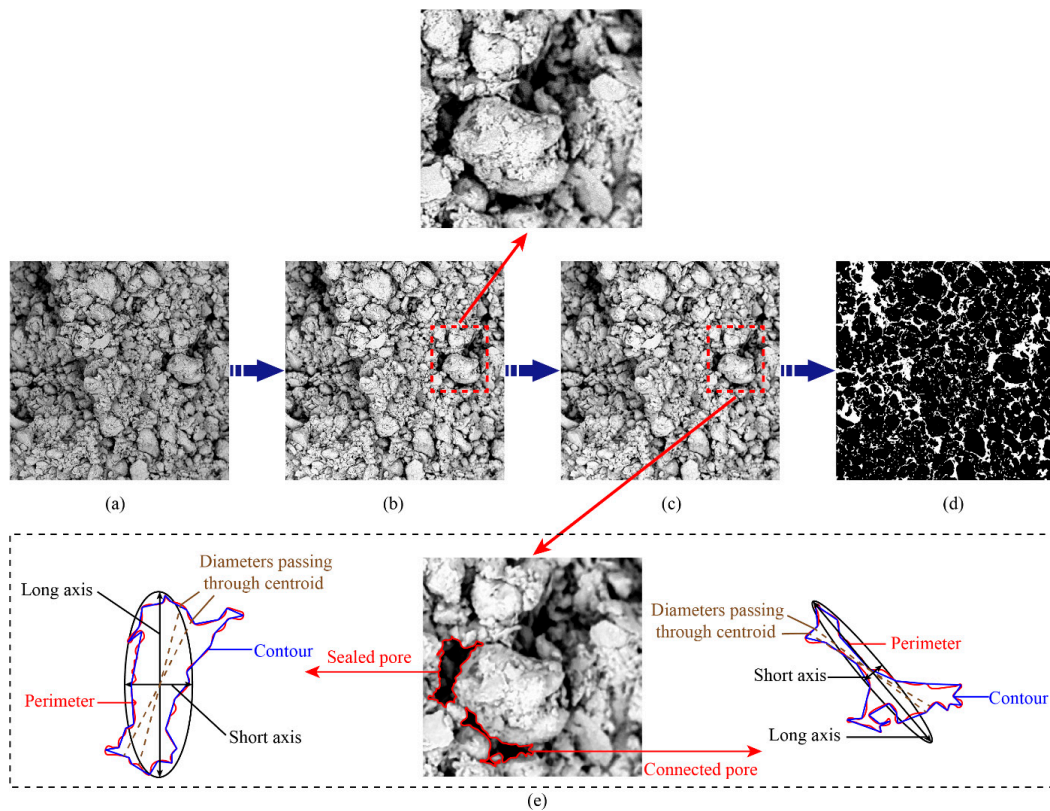 (a)
(b)
(c)
(d)
Long axis
Diameters passing
through centroid
Contour
Perimeter
Short axis
Sealed pore
Connected pore
Diameters passing
through centroid
Perimeter
Short axis
Contour
Long axis
(e)